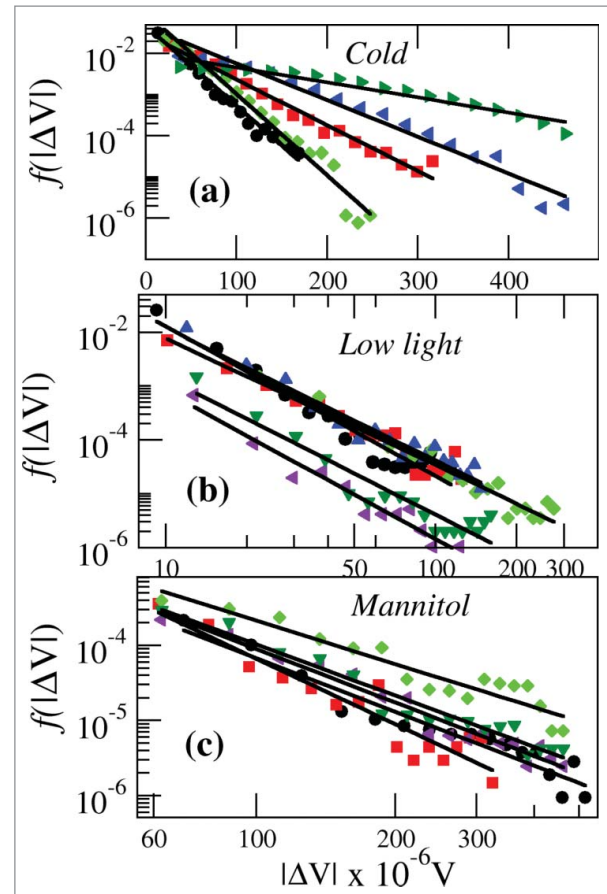 10^-2
10^-4
10^-6
f(|ΔV|)
Cold
(a)
0 100 200 300 400
10^-2
10^-4
10^-6
f(|ΔV|)
Low light
(b)
10 50 100 200 300
10^-4
10^-5
10^-6
f(|ΔV|)
Mannitol
(c)
60 100 200 300
|ΔV| x 10^-6 V